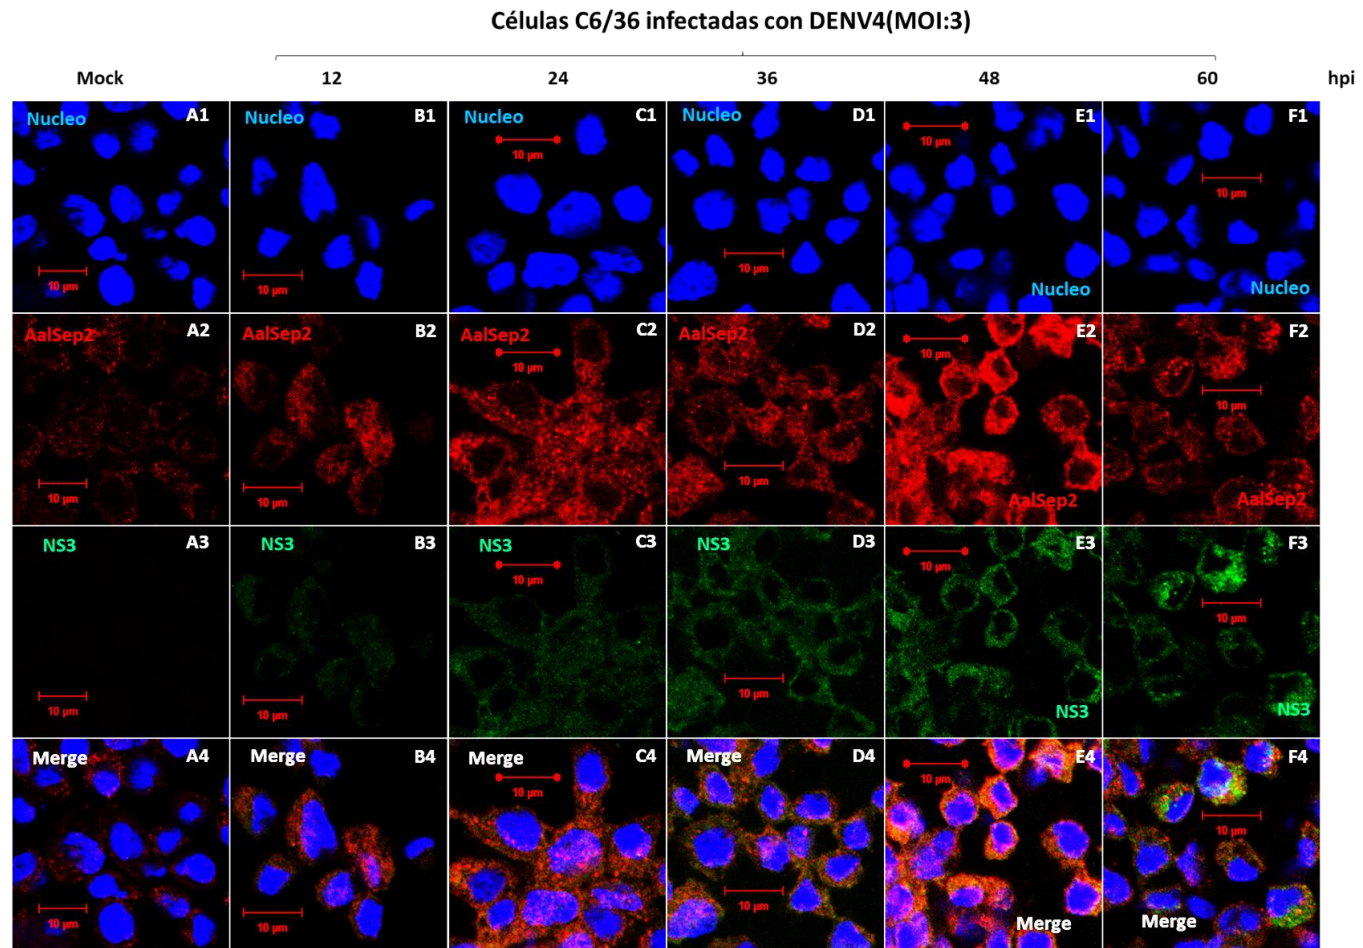 Células C6/36 infectadas con DENV4(MOI:3)
Mock 12 24 36 48 60 hpi
Nucleo A1 Nucleo B1 Nucleo C1 Nucleo D1 E1 F1
10 µm 10 µm 10 µm 10 µm 10 µm 10 µm
Nucleo Nucleo
AalSep2 A2 AalSep2 B2 AalSep2 C2 AalSep2 D2 E2 F2
10 µm 10 µm 10 µm 10 µm 10 µm 10 µm
AalSep2 AalSep2
NS3 A3 NS3 B3 NS3 C3 NS3 D3 E3 F3
10 µm 10 µm 10 µm 10 µm 10 µm 10 µm
NS3 NS3
Merge A4 Merge B4 Merge C4 Merge D4 E4 F4
10 µm 10 µm 10 µm 10 µm 10 µm 10 µm
Merge Merge